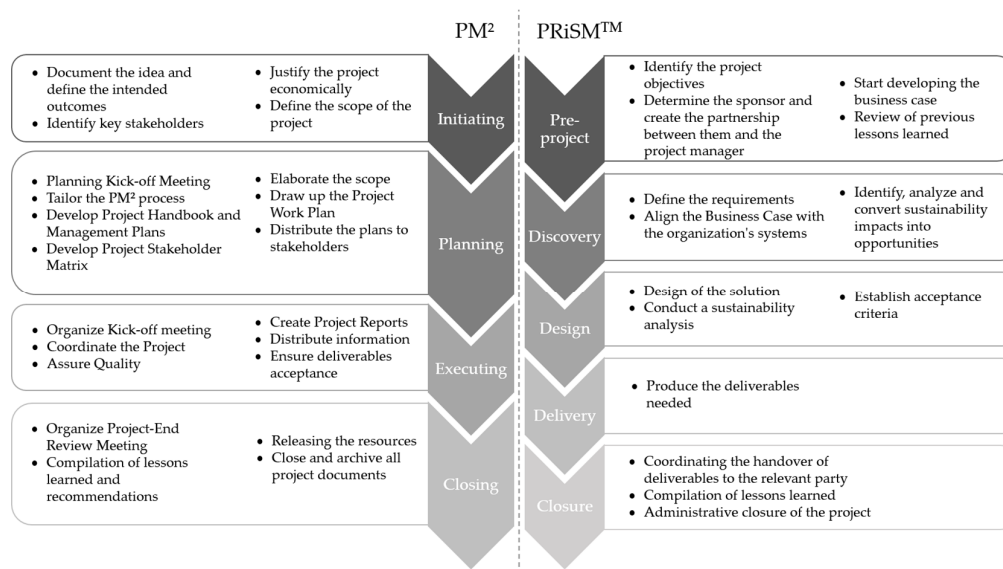 PM²
PRiSM™
• Document the idea and
define the intended
outcomes
• Identify key stakeholders
• Justify the project
economically
• Define the scope of the
project
Initiating
Pre-
project
• Identify the project
objectives
• Determine the sponsor and
create the partnership
between them and the
project manager
• Start developing the
business case
• Review of previous
lessons learned
• Planning Kick-off Meeting
• Tailor the PM² process
• Develop Project Handbook and
Management Plans
• Develop Project Stakeholder
Matrix
• Elaborate the scope
• Draw up the Project
Work Plan
• Distribute the plans to
stakeholders
Planning
Discovery
• Define the requirements
• Align the Business Case with
the organization's systems
• Identify, analyze and
convert sustainability
impacts into
opportunities
• Organize Kick-off meeting
• Coordinate the Project
• Assure Quality
• Create Project Reports
• Distribute information
• Ensure deliverables
acceptance
Executing
Design
• Design of the solution
• Conduct a sustainability
analysis
• Establish acceptance
criteria
Delivery
• Produce the deliverables
needed
• Organize Project-End
Review Meeting
• Compilation of lessons
learned and
recommendations
• Releasing the resources
• Close and archive all
project documents
Closing
Closure
• Coordinating the handover of
deliverables to the relevant party
• Compilation of lessons learned
• Administrative closure of the project